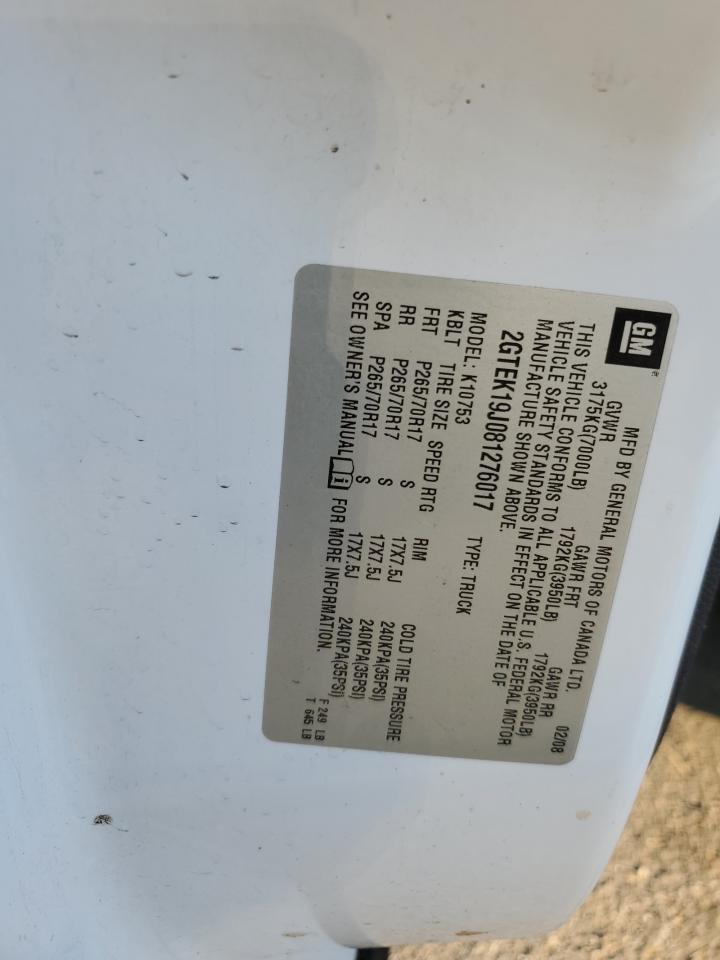 GM
MFD BY GENERAL MOTORS OF CANADA LTD. 02/08
GVWR GAWR FRT GAWR RR
3175KG(7000LB) 1792KG(3950LB) 1792KG(3950LB)
THIS VEHICLE CONFORMS TO ALL APPLICABLE U.S. FEDERAL MOTOR
VEHICLE SAFETY STANDARDS IN EFFECT ON THE DATE OF
MANUFACTURE SHOWN ABOVE.
2GTEK19J081276017
MODEL: K10753 TYPE: TRUCK
KBLT TIRE SIZE SPEED RTG RIM COLD TIRE PRESSURE
FRT P265/70R17 S 17X7.5J 240KPA(35PSI)
RR P265/70R17 S 17X7.5J 240KPA(35PSI)
SPA P265/70R17 S 17X7.5J 240KPA(35PSI)
SEE OWNER'S MANUAL FOR MORE INFORMATION.
F 249 LB
T 645 LB